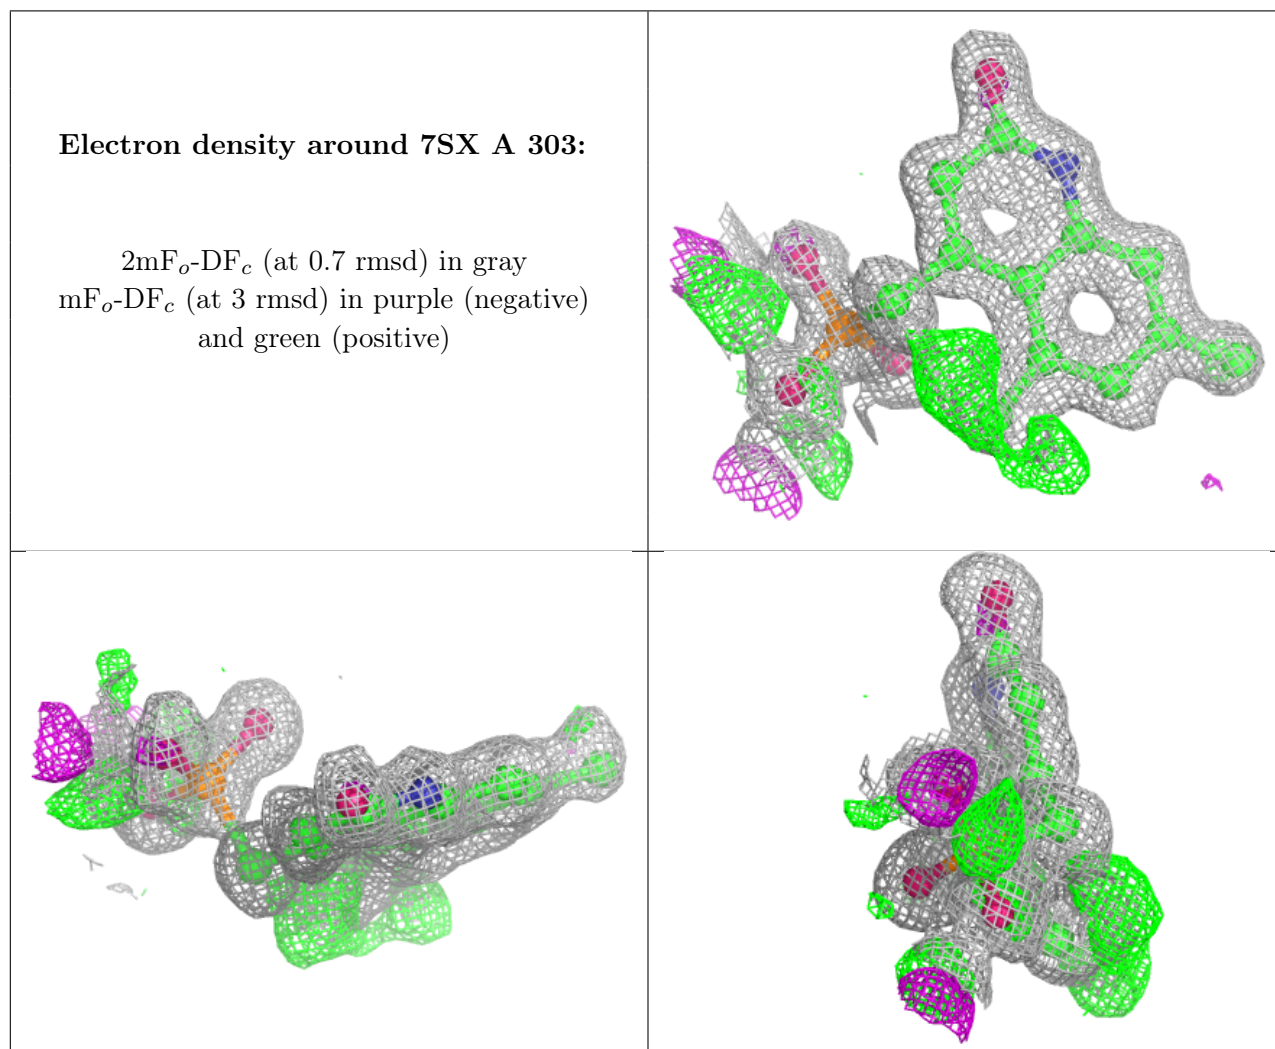 Electron density around 7SX A 303:
2mFo-DFc (at 0.7 rmsd) in gray
mFo-DFc (at 3 rmsd) in purple (negative)
and green (positive)